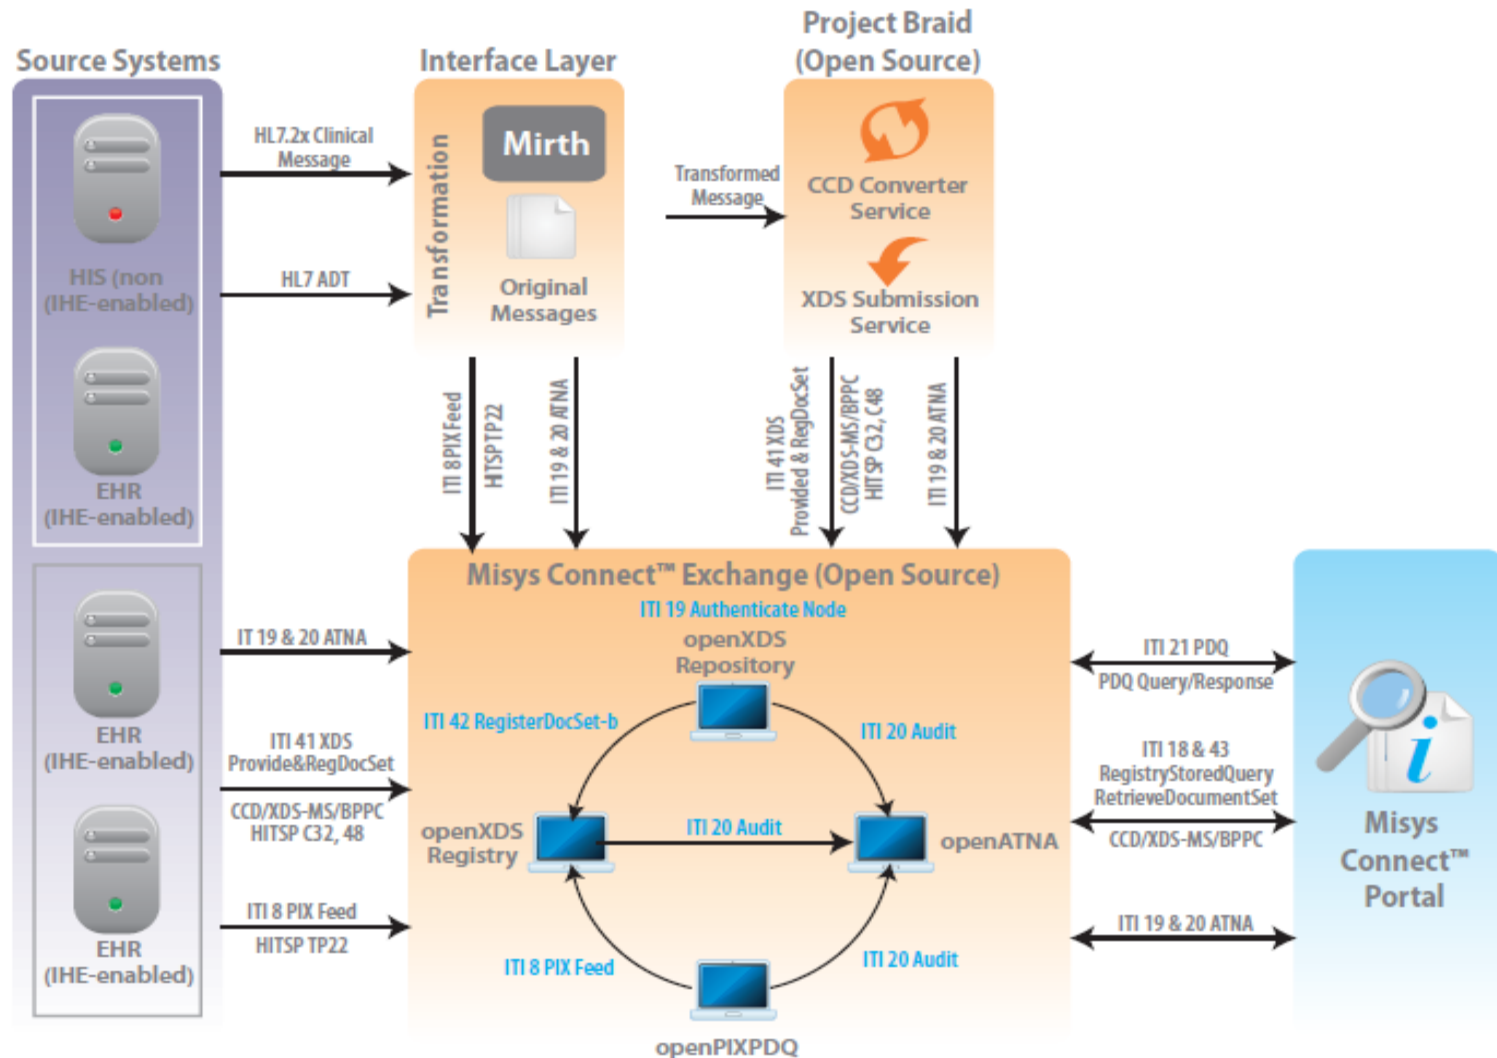 Source Systems
HIS (non
(IHE-enabled)
EHR
(IHE-enabled)
EHR
(IHE-enabled)
EHR
(IHE-enabled)
HL7.2x Clinical
Message
HL7 ADT
Interface Layer
Transformation
Mirth
Original
Messages
Transformed
Message
Project Braid
(Open Source)
CCD Converter
Service
XDS Submission
Service
ITI 8 PIX Feed
HITSP TP22
ITI 19 & 20 ATNA
ITI 41 XDS
Provided & RegDocSet
CCD/XDS-MS/BPPC
HITSP C32, C48
ITI 19 & 20 ATNA
IT 19 & 20 ATNA
ITI 41 XDS
Provide&RegDocSet
CCD/XDS-MS/BPPC
HITSP C32, 48
ITI 8 PIX Feed
HITSP TP22
Misys Connect™ Exchange (Open Source)
ITI 19 Authenticate Node
openXDS
Repository
ITI 42 RegisterDocSet-b
ITI 20 Audit
openXDS
Registry
ITI 20 Audit
openATNA
ITI 8 PIX Feed
ITI 20 Audit
openPIXPDQ
ITI 21 PDQ
PDQ Query/Response
ITI 18 & 43
RegistryStoredQuery
RetrieveDocumentSet
CCD/XDS-MS/BPPC
ITI 19 & 20 ATNA
i
Misys
Connect™
Portal